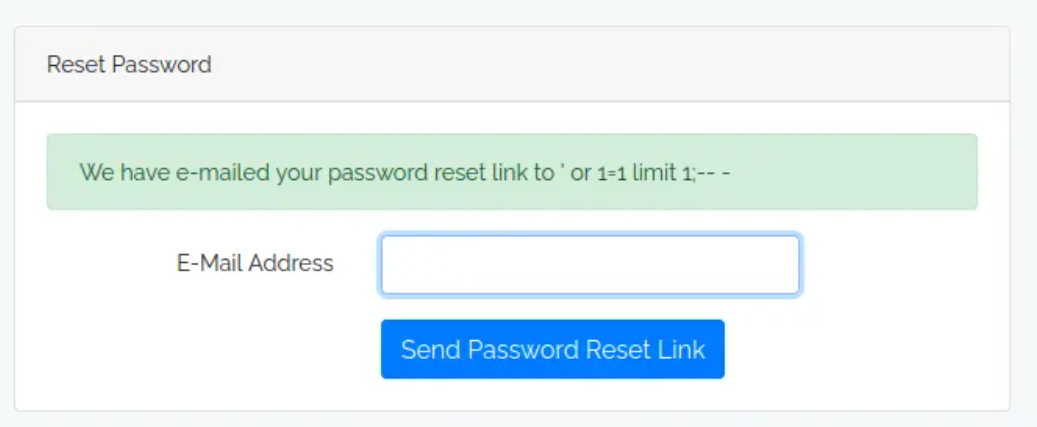 Reset Password
We have e-mailed your password reset link to ' or 1=1 limit 1;-- -
E-Mail Address
Send Password Reset Link